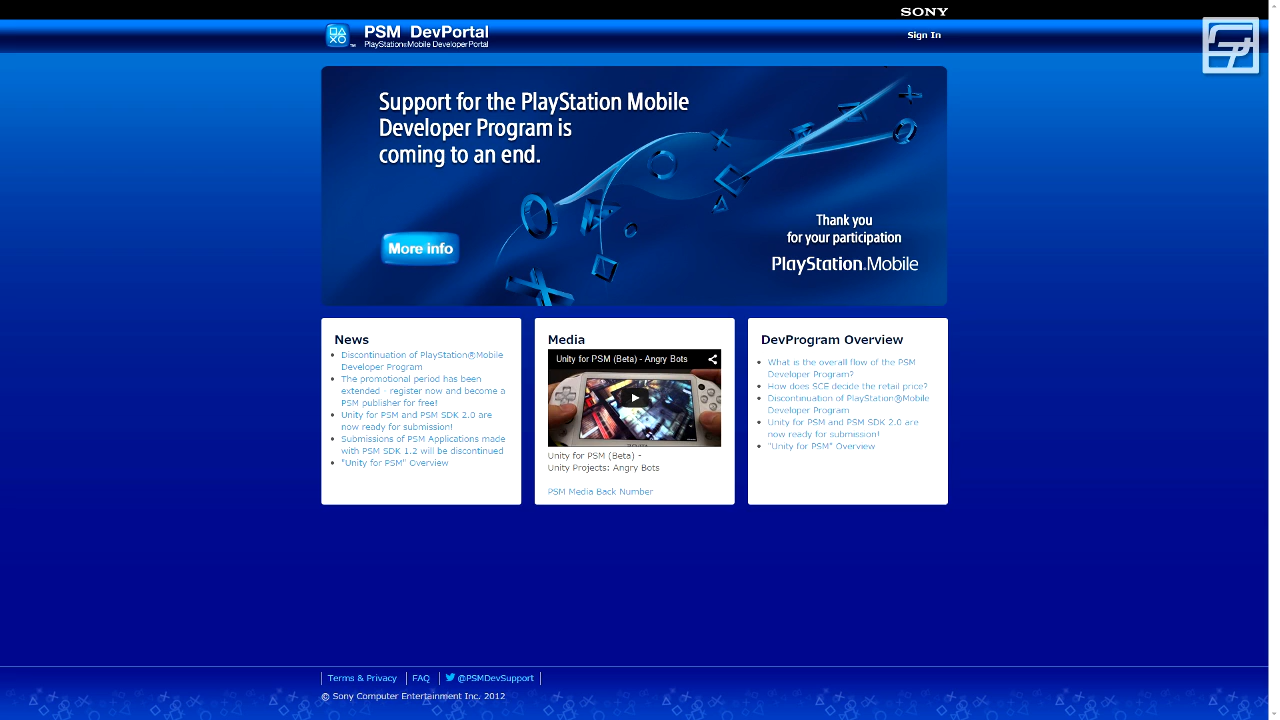 SONY
PSM DevPortal
PlayStation®Mobile Developer Portal
Sign In
Support for the PlayStation Mobile
Developer Program is
coming to an end.
More info
Thank you
for your participation
PlayStation®Mobile
News
Discontinuation of PlayStation®Mobile
Developer Program
The promotional period has been
extended - register now and become a
PSM publisher for free!
Unity for PSM and PSM SDK 2.0 are
now ready for submission!
Submissions of PSM Applications made
with PSM SDK 1.2 will be discontinued
"Unity for PSM" Overview
Media
Unity for PSM (Beta) - Angry Bots
Unity for PSM (Beta) -
Unity Projects: Angry Bots
PSM Media Back Number
DevProgram Overview
What is the overall flow of the PSM
Developer Program?
How does SCE decide the retail price?
Discontinuation of PlayStation®Mobile
Developer Program
Unity for PSM and PSM SDK 2.0 are
now ready for submission!
"Unity for PSM" Overview
Terms & Privacy
FAQ
@PSMDevSupport
© Sony Computer Entertainment Inc. 2012